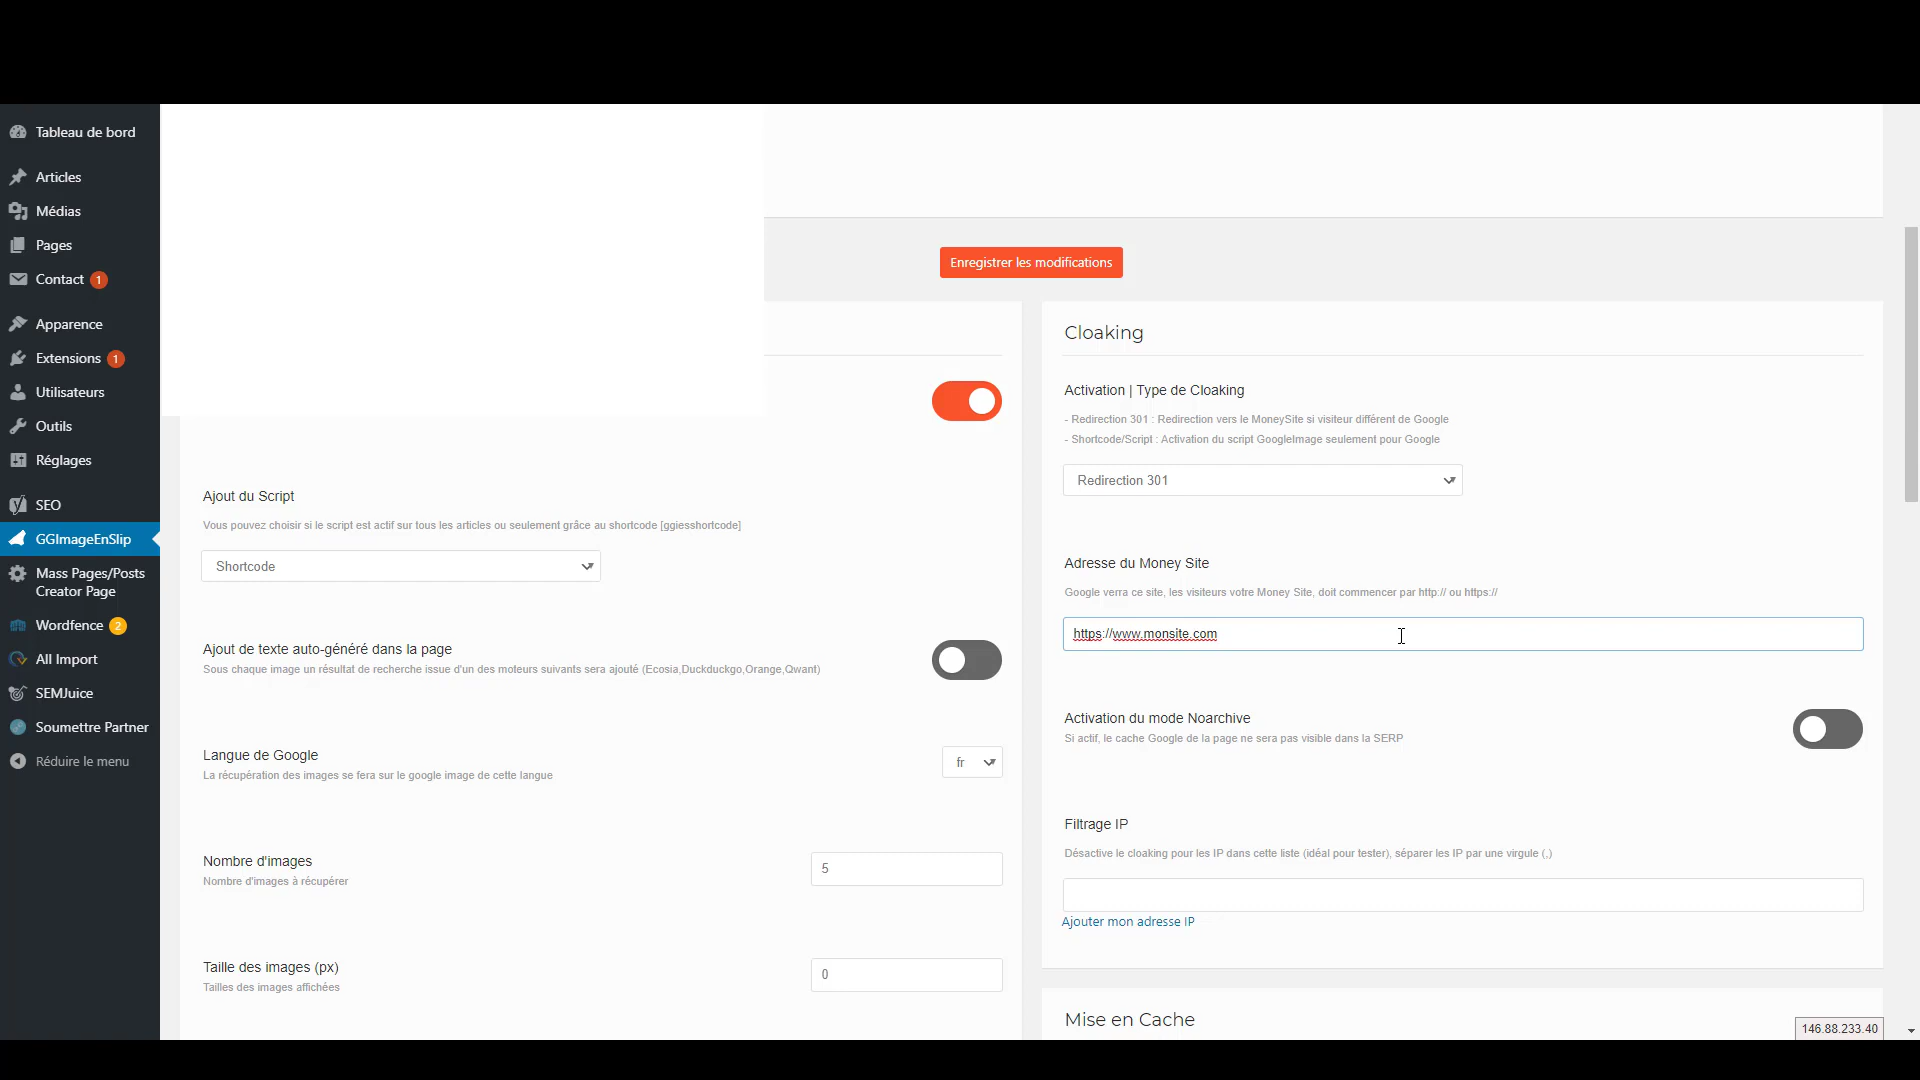 Tableau de bord
Articles
Médias
Pages
Contact 1
Apparence
Extensions 1
Utilisateurs
Outils
Réglages
SEO
GGImageEnSlip
Mass Pages/Posts
Creator Page
Wordfence 2
All Import
SEMJuice
Soumettre Partner
Réduire le menu
Enregistrer les modifications
Ajout du Script
Vous pouvez choisir si le script est actif sur tous les articles ou seulement grâce au shortcode [ggiesshortcode]
Shortcode
Ajout de texte auto-généré dans la page
Sous chaque image un résultat de recherche issue d'un des moteurs suivants sera ajouté (Ecosia,Duckduckgo,Orange,Qwant)
Langue de Google
La récupération des images se fera sur le google image de cette langue
fr
Nombre d'images
Nombre d'images à récupérer
5
Taille des images (px)
Tailles des images affichées
0
Cloaking
Activation | Type de Cloaking
- Redirection 301 : Redirection vers le MoneySite si visiteur différent de Google
- Shortcode/Script : Activation du script GoogleImage seulement pour Google
Redirection 301
Adresse du Money Site
Google verra ce site, les visiteurs votre Money Site, doit commencer par http:// ou https://
https://www.monsite.com
Activation du mode Noarchive
Si actif, le cache Google de la page ne sera pas visible dans la SERP
Filtrage IP
Désactive le cloaking pour les IP dans cette liste (idéal pour tester), séparer les IP par une virgule (,)
Ajouter mon adresse IP
Mise en Cache
146.88.233.40